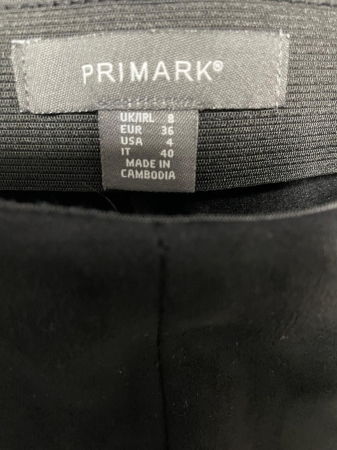 PRIMARK®
UK/IRL 8
EUR 36
USA 4
IT 40
MADE IN
CAMBODIA